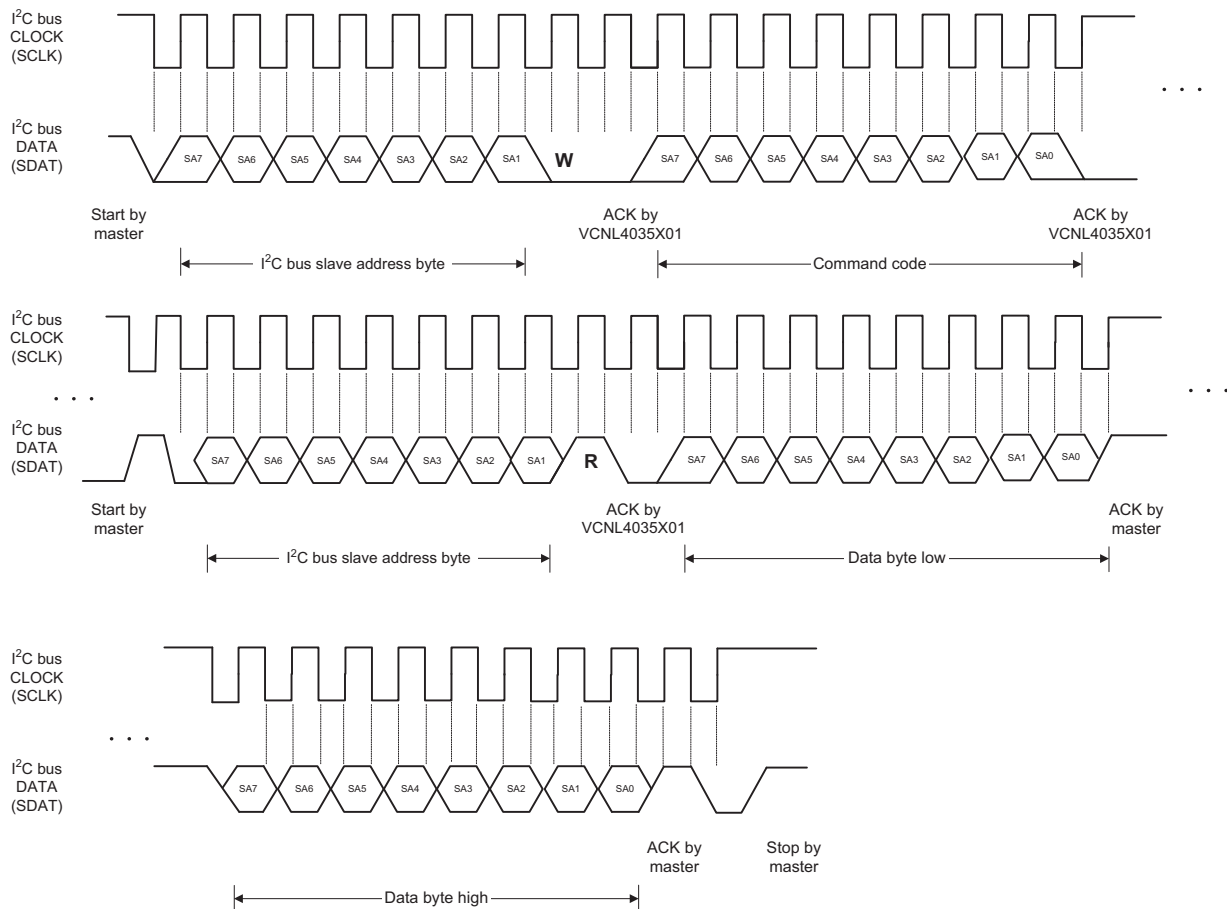 I²C bus
CLOCK
(SCLK)
. . .
I²C bus
DATA
(SDAT)
SA7 SA6 SA5 SA4 SA3 SA2 SA1 W SA7 SA6 SA5 SA4 SA3 SA2 SA1 SA0
Start by
master
ACK by
VCNL4035X01
ACK by
VCNL4035X01
I²C bus slave address byte
Command code
I²C bus
CLOCK
(SCLK)
. . .
. . .
I²C bus
DATA
(SDAT)
SA7 SA6 SA5 SA4 SA3 SA2 SA1 R SA7 SA6 SA5 SA4 SA3 SA2 SA1 SA0
Start by
master
ACK by
VCNL4035X01
ACK by
master
I²C bus slave address byte
Data byte low
I²C bus
CLOCK
(SCLK)
. . .
I²C bus
DATA
(SDAT)
SA7 SA6 SA5 SA4 SA3 SA2 SA1 SA0
ACK by
master
Stop by
master
Data byte high